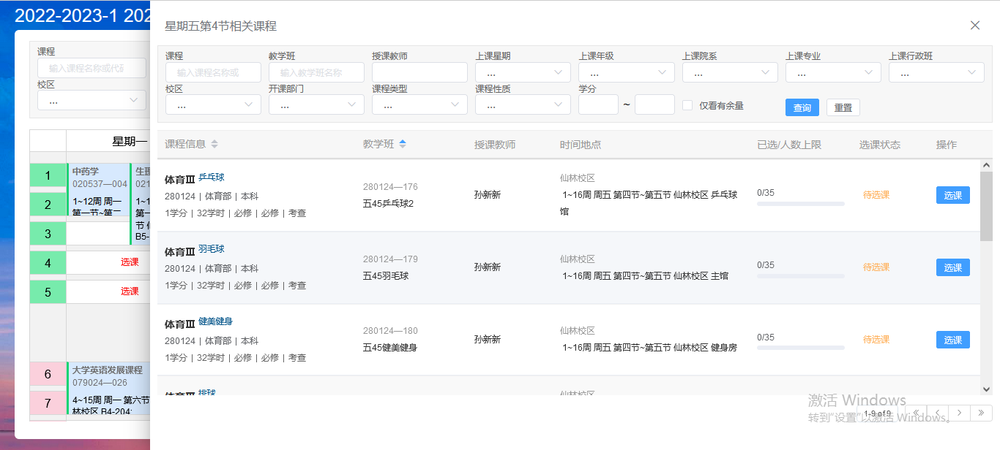 2022-2023-1 202
课程
输入课程名称或代码
校区
...
星期一
1
2
3
4
5
6
7
中药学
020537—004
1~12周 周一
第一节~第二
生理
021
1~1
第一
节 仙
B5-
选课
选课
大学英语发展课程
079024—026
4~15周 周一 第六节
林校区 B4-204;
星期五第4节相关课程
课程 教学班 授课教师 上课星期 上课年级 上课院系 上课专业 上课行政班
输入课程名称或 输入教学班名称 ... ... ... ... ...
校区 开课部门 课程类型 课程性质 学分
... ... ... ... ~ 仅看有余量 查询 重置
课程信息 教学班 授课教师 时间地点 已选/人数上限 选课状态 操作
体育Ⅲ 乒乓球
280124 | 体育部 | 本科
1学分 | 32学时 | 必修 | 必修 | 考查
280124—176
五45乒乓球2
孙新新
仙林校区
1~16周 周五 第四节~第五节 仙林校区 乒乓球
馆
0/35
待选课
选课
体育Ⅲ 羽毛球
280124 | 体育部 | 本科
1学分 | 32学时 | 必修 | 必修 | 考查
280124—179
五45羽毛球
孙新新
仙林校区
1~16周 周五 第四节~第五节 仙林校区 主馆
0/35
待选课
选课
体育Ⅲ 健美健身
280124 | 体育部 | 本科
1学分 | 32学时 | 必修 | 必修 | 考查
280124—180
五45健美健身
孙新新
仙林校区
1~16周 周五 第四节~第五节 仙林校区 健身房
0/35
待选课
选课
体育Ⅲ 排球
仙林校区
激活 Windows
转到"设置"以激活 Windows。
1-9 of 9